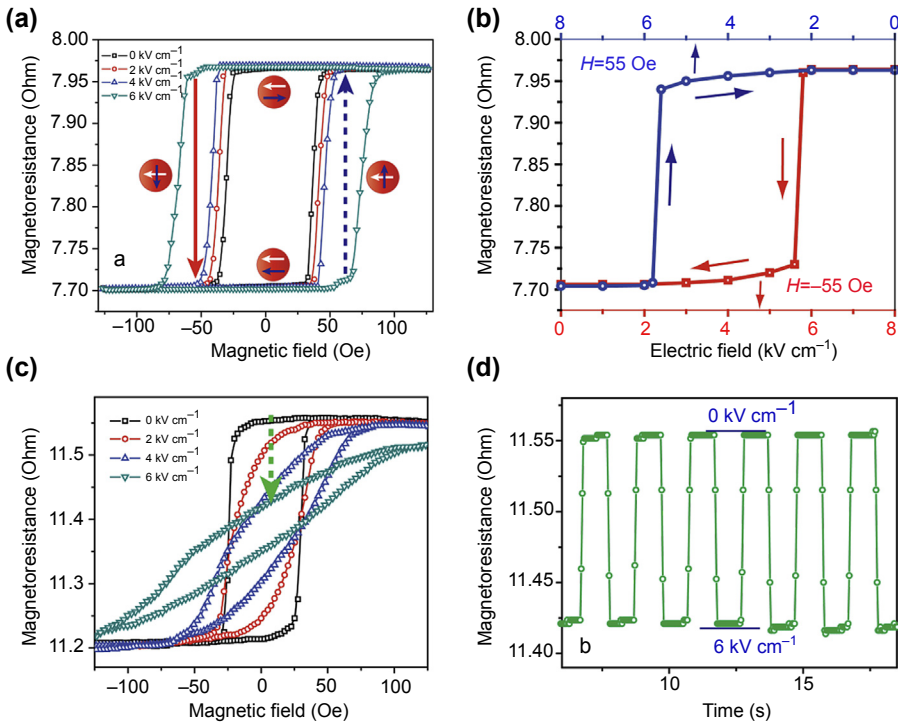 (a)
8.00
7.95
7.90
7.85
7.80
7.75
7.70
Magnetoresistance (Ohm)
0 kV cm–1
2 kV cm–1
4 kV cm–1
6 kV cm–1
a
–100
–50
0
50
100
Magnetic field (Oe)
(b)
8
6
4
2
0
8.00
7.95
7.90
7.85
7.80
7.75
7.70
Magnetoresistance (Ohm)
H=55 Oe
H=–55 Oe
0
2
4
6
8
Electric field (kV cm–1)
(c)
11.5
11.4
11.3
11.2
Magnetoresistance (Ohm)
0 kV cm–1
2 kV cm–1
4 kV cm–1
6 kV cm–1
–100
–50
0
50
100
Magnetic field (Oe)
(d)
11.55
11.50
11.45
11.40
Magnetoresistance (Ohm)
0 kV cm–1
6 kV cm–1
b
10
15
Time (s)